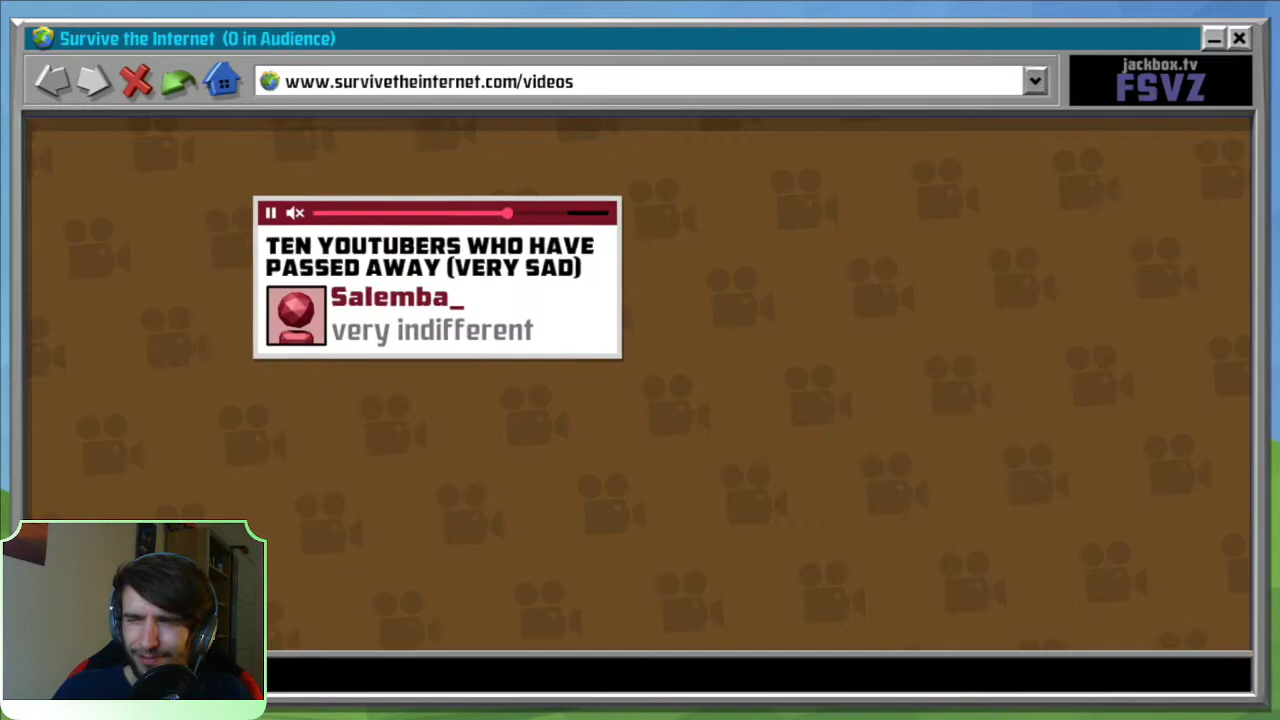 Survive the Internet (0 in Audience)
www.survivetheinternet.com/videos
jackbox.tv
FSVZ
TEN YOUTUBERS WHO HAVE
PASSED AWAY (VERY SAD)
Salemba_
very indifferent